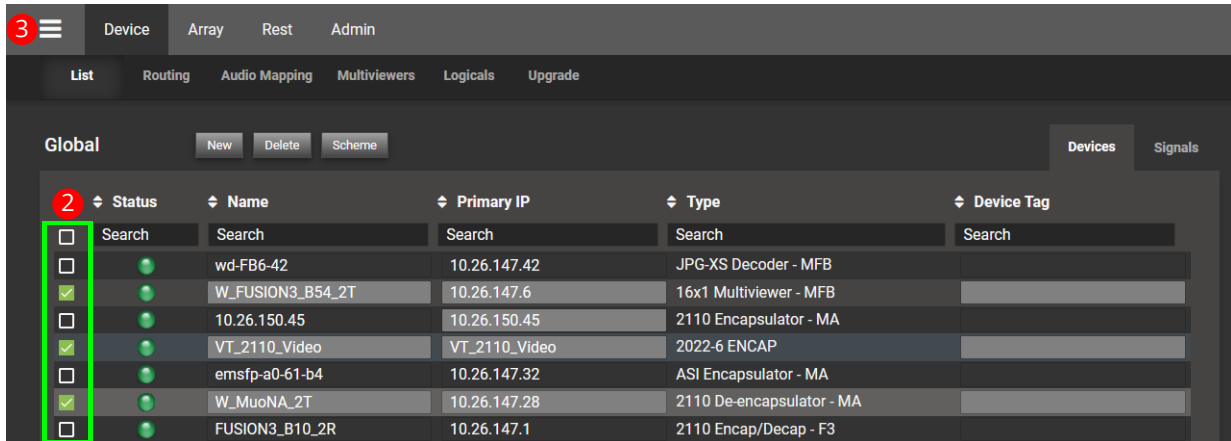 3 Device Array Rest Admin
List Routing Audio Mapping Multiviewers Logicals Upgrade
Global New Delete Scheme Devices Signals
2 Status Name Primary IP Type Device Tag
Search Search Search Search Search
wd-FB6-42 10.26.147.42 JPG-XS Decoder - MFB
W_FUSION3_B54_2T 10.26.147.6 16x1 Multiviewer - MFB
10.26.150.45 10.26.150.45 2110 Encapsulator - MA
VT_2110_Video VT_2110_Video 2022-6 ENCAP
emsfp-a0-61-b4 10.26.147.32 ASI Encapsulator - MA
W_MuoNA_2T 10.26.147.28 2110 De-encapsulator - MA
FUSION3_B10_2R 10.26.147.1 2110 Encap/Decap - F3